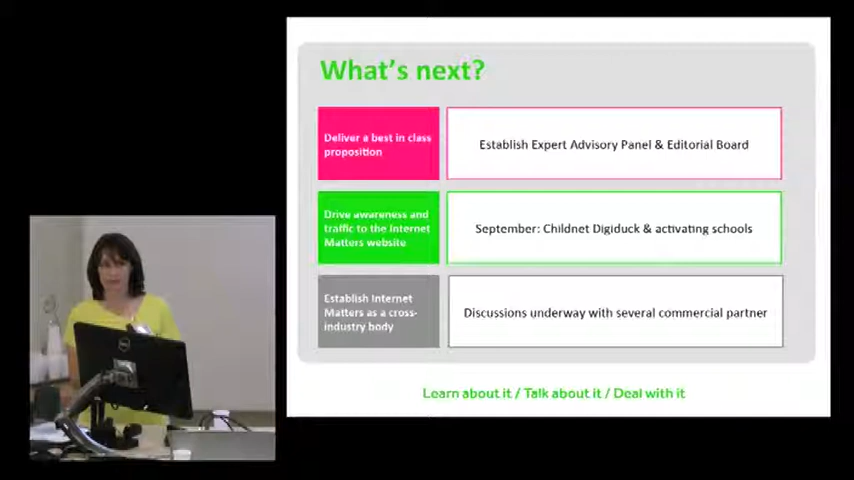 What's next?
Deliver a best in class
proposition
Establish Expert Advisory Panel & Editorial Board
Drive awareness and
traffic to the Internet
Matters website
September: Childnet Digiduck & activating schools
Establish Internet
Matters as a cross-
industry body
Discussions underway with several commercial partner
Learn about it / Talk about it / Deal with it